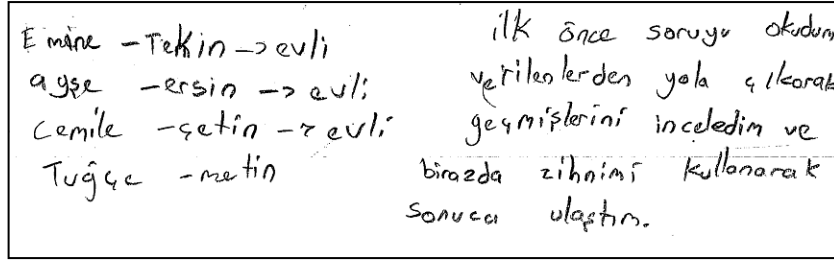 Emine - Tekin -> evli
ayşe - ersin -> evli
Cemile - çetin -> evli
Tuğçe - metin
ilk önce soruyu okudum
verilenlerden yola çıkarak
geçmişlerini inceledim ve
birazda zihnimi kullanarak
sonuca ulaştım.